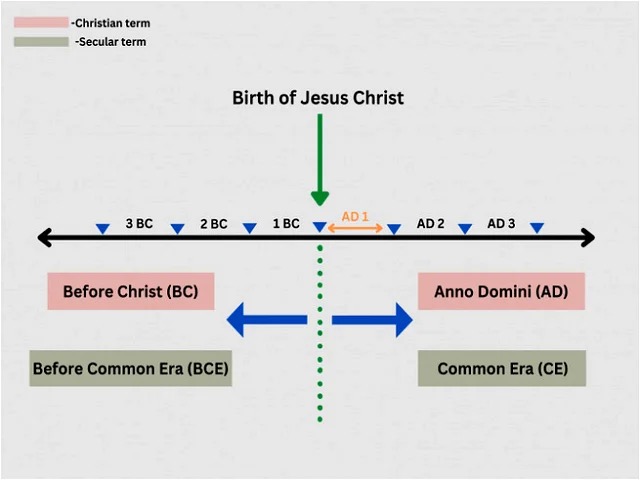 -Christian term
-Secular term
Birth of Jesus Christ
3 BC 2 BC 1 BC AD 1 AD 2 AD 3
Before Christ (BC) Anno Domini (AD)
Before Common Era (BCE) Common Era (CE)